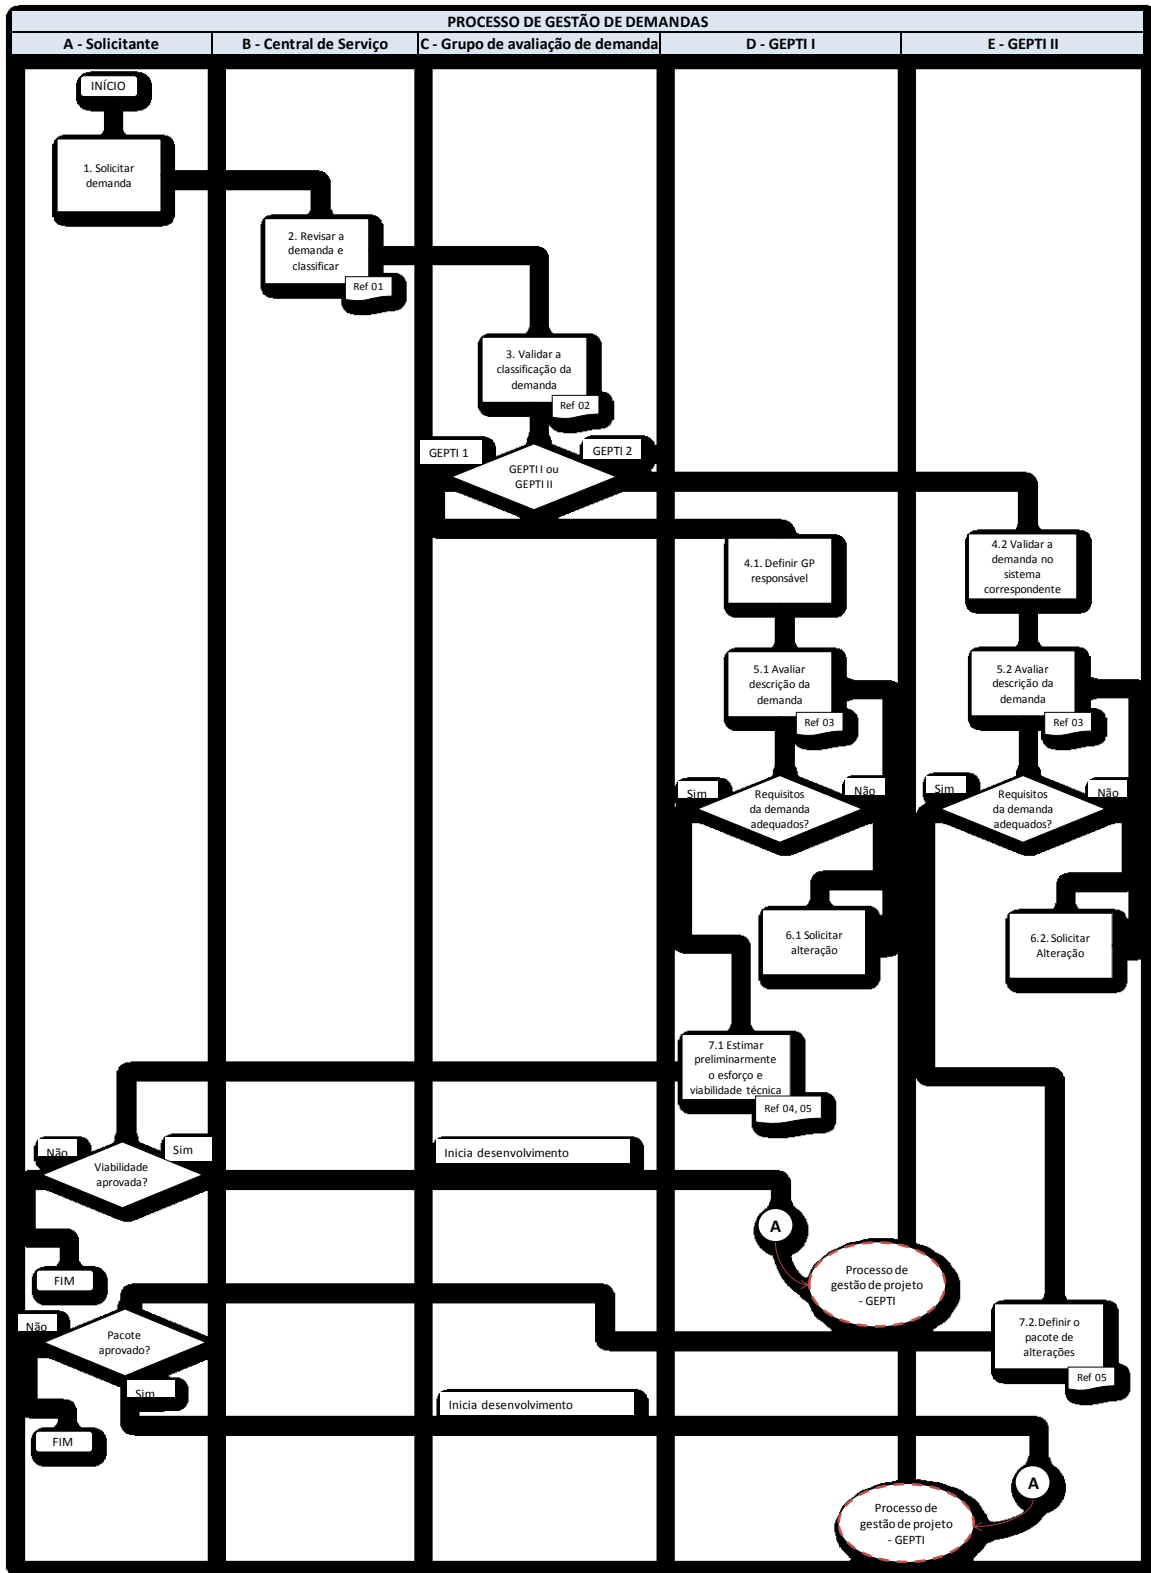 PROCESSO DE GESTÃO DE DEMANDAS
A - Solicitante
B - Central de Serviço
C - Grupo de avaliação de demanda
D - GEPTI I
E - GEPTI II
INÍCIO
1. Solicitar
demanda
2. Revisar a
demanda e
classificar
Ref 01
3. Validar a
classificação da
demanda
Ref 02
GEPTI 1
GEPTI 2
GEPTI I ou
GEPTI II
4.1. Definir GP
responsável
4.2 Validar a
demanda no
sistema
correspondente
5.1 Avaliar
descrição da
demanda
Ref 03
5.2 Avaliar
descrição da
demanda
Ref 03
Sim
Requisitos
da demanda
adequados?
Não
Sim
Requisitos
da demanda
adequados?
Não
6.1 Solicitar
alteração
6.2. Solicitar
Alteração
7.1 Estimar
preliminarmente
o esforço e
viabilidade técnica
Ref 04, 05
Não
Sim
Viabilidade
aprovada?
Inicia desenvolvimento
A
FIM
Processo de
gestão de projeto
- GEPTI
Não
Pacote
aprovado?
7.2.Definir o
pacote de
alterações
Ref 05
Sim
Inicia desenvolvimento
FIM
A
Processo de
gestão de projeto
- GEPTI